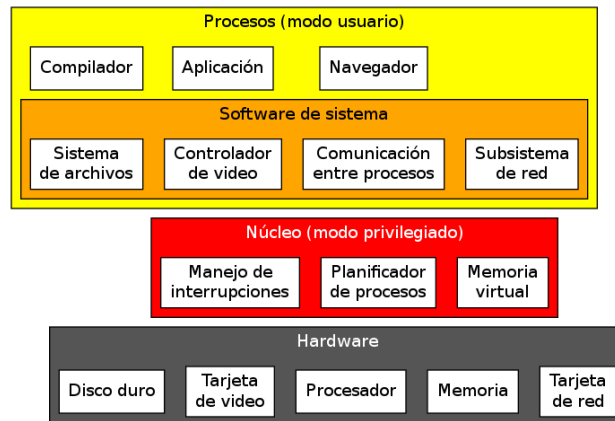 Procesos (modo usuario)
Compilador
Aplicación
Navegador
Software de sistema
Sistema
de archivos
Controlador
de video
Comunicación
entre procesos
Subsistema
de red
Núcleo (modo privilegiado)
Manejo de
interrupciones
Planificador
de procesos
Memoria
virtual
Hardware
Disco duro
Tarjeta
de video
Procesador
Memoria
Tarjeta
de red